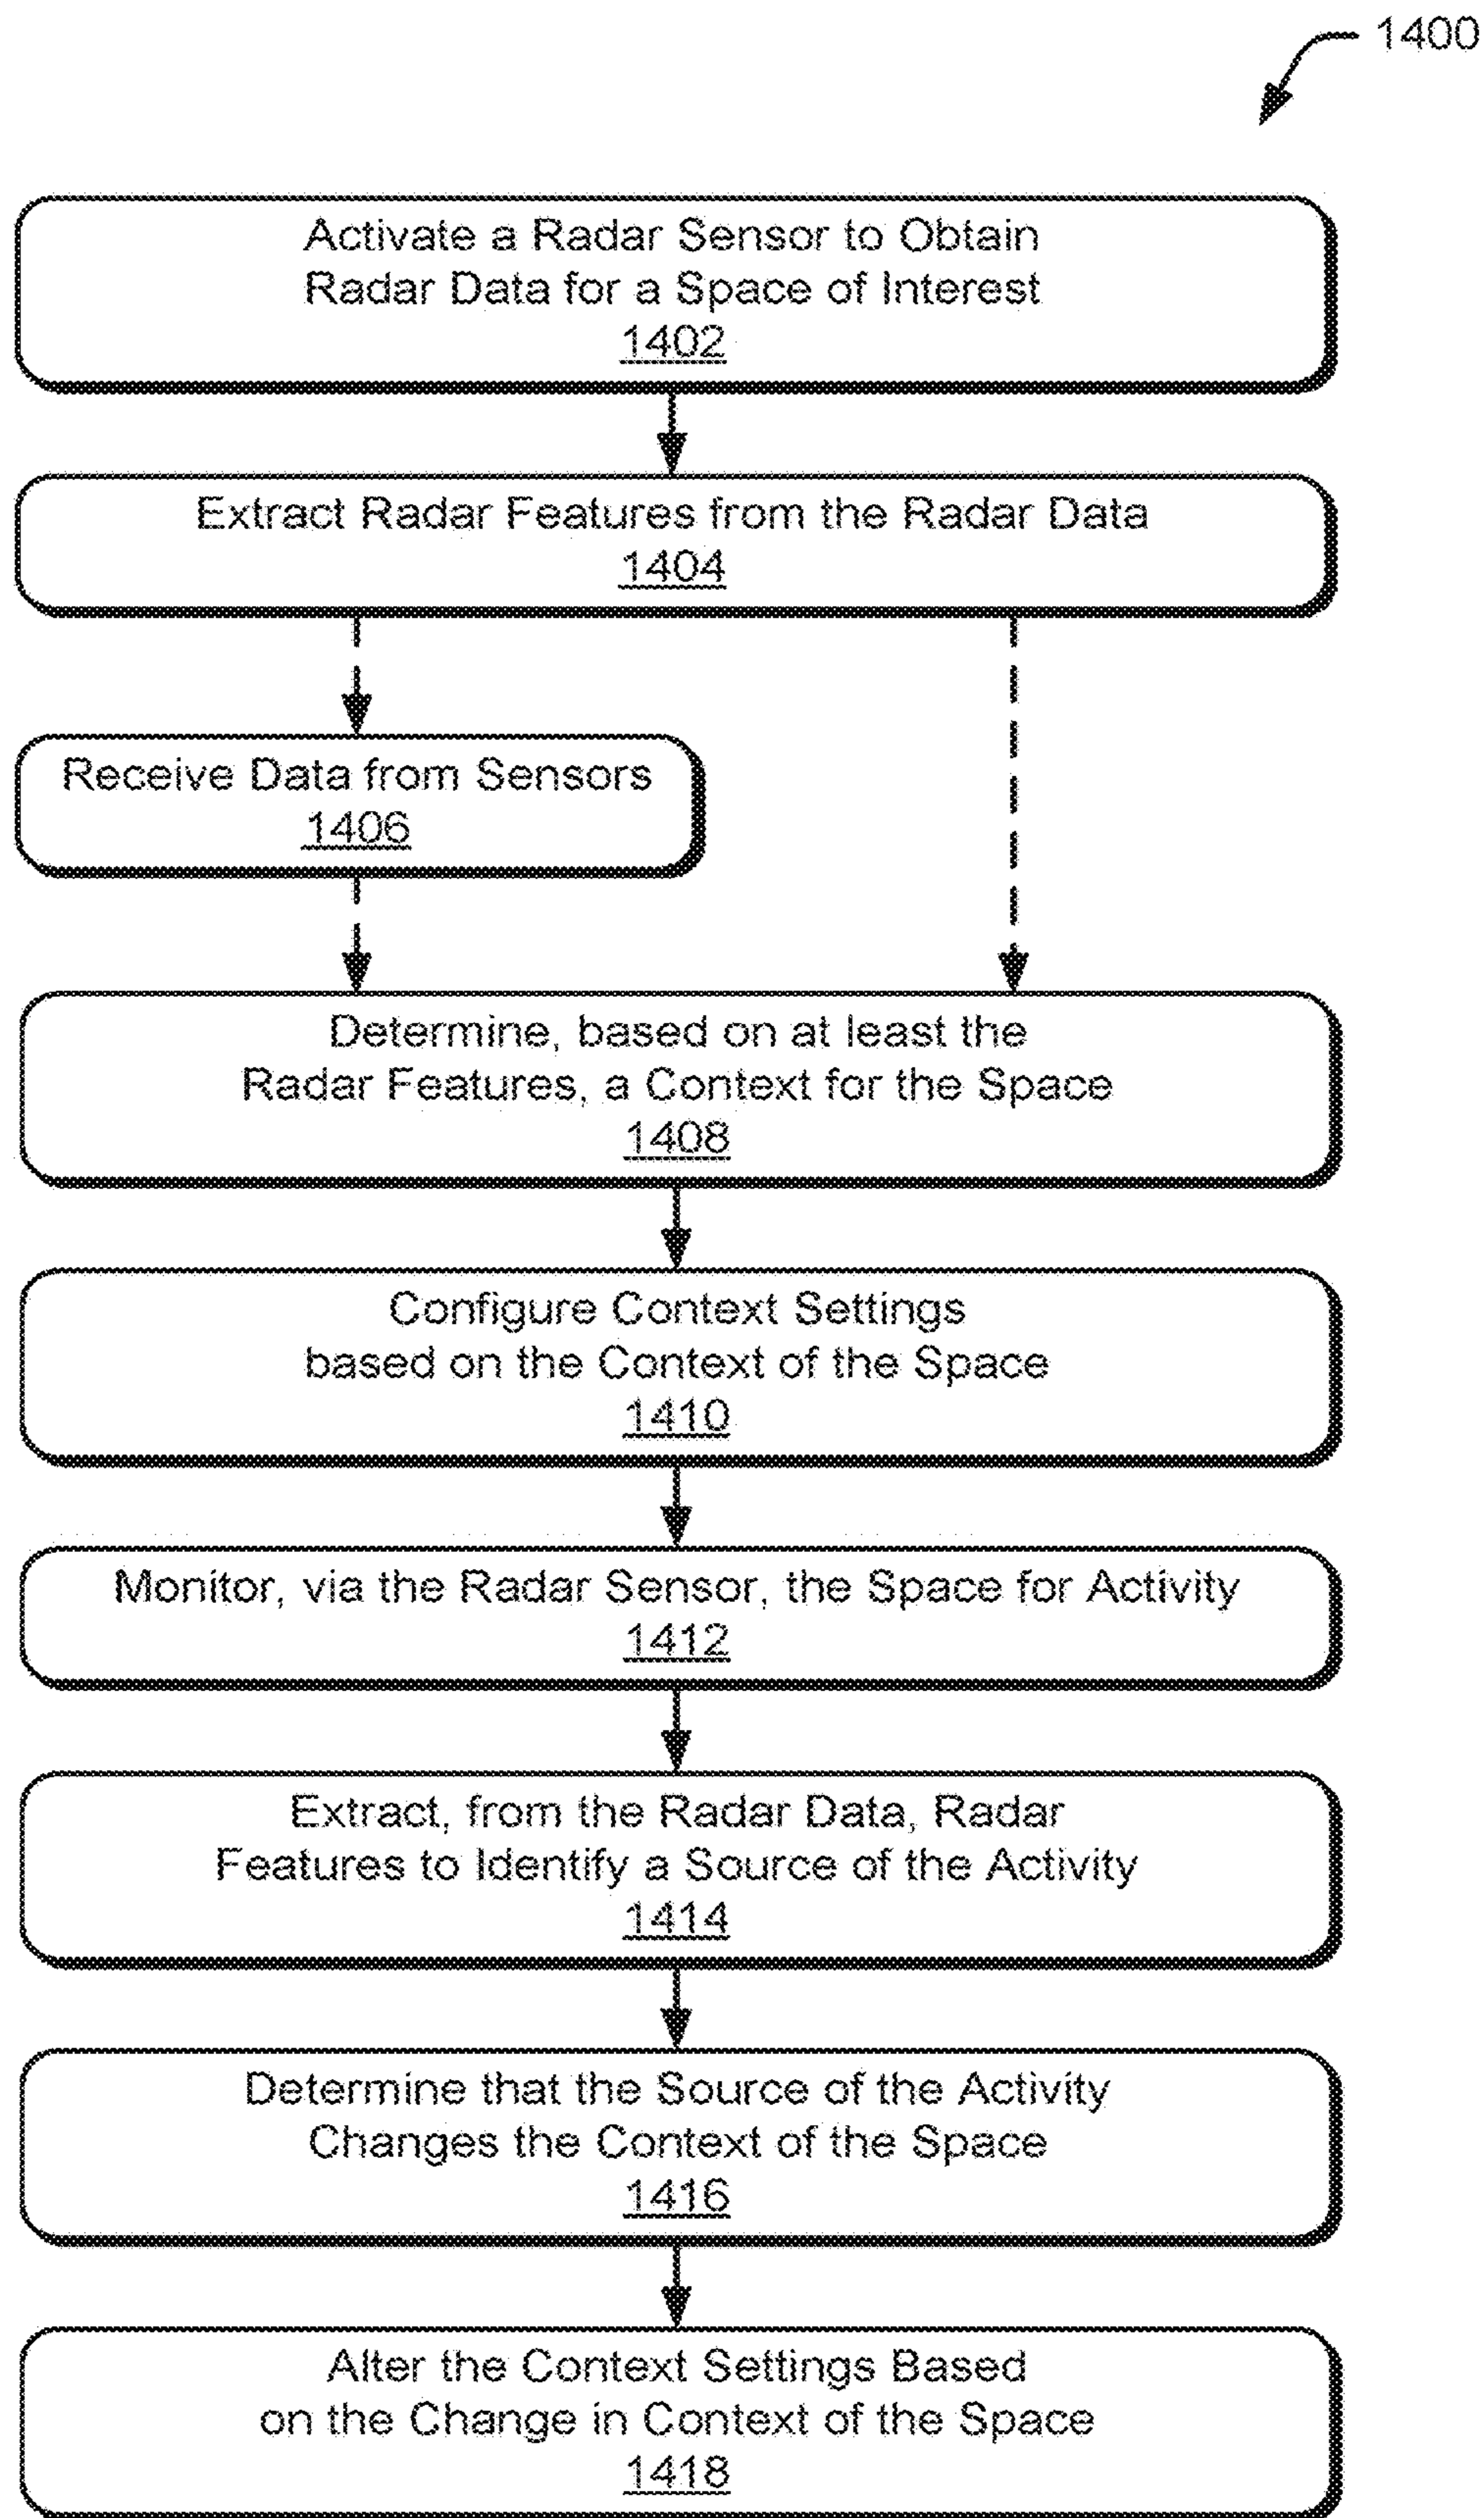 1400
Activate a Radar Sensor to Obtain
Radar Data for a Space of Interest
1402
Extract Radar Features from the Radar Data
1404
Receive Data from Sensors
1406
Determine, based on at least the
Radar Features, a Context for the Space
1408
Configure Context Settings
based on the Context of the Space
1410
Monitor, via the Radar Sensor, the Space for Activity
1412
Extract, from the Radar Data, Radar
Features to Identify a Source of the Activity
1414
Determine that the Source of the Activity
Changes the Context of the Space
1416
Alter the Context Settings Based
on the Change in Context of the Space
1418